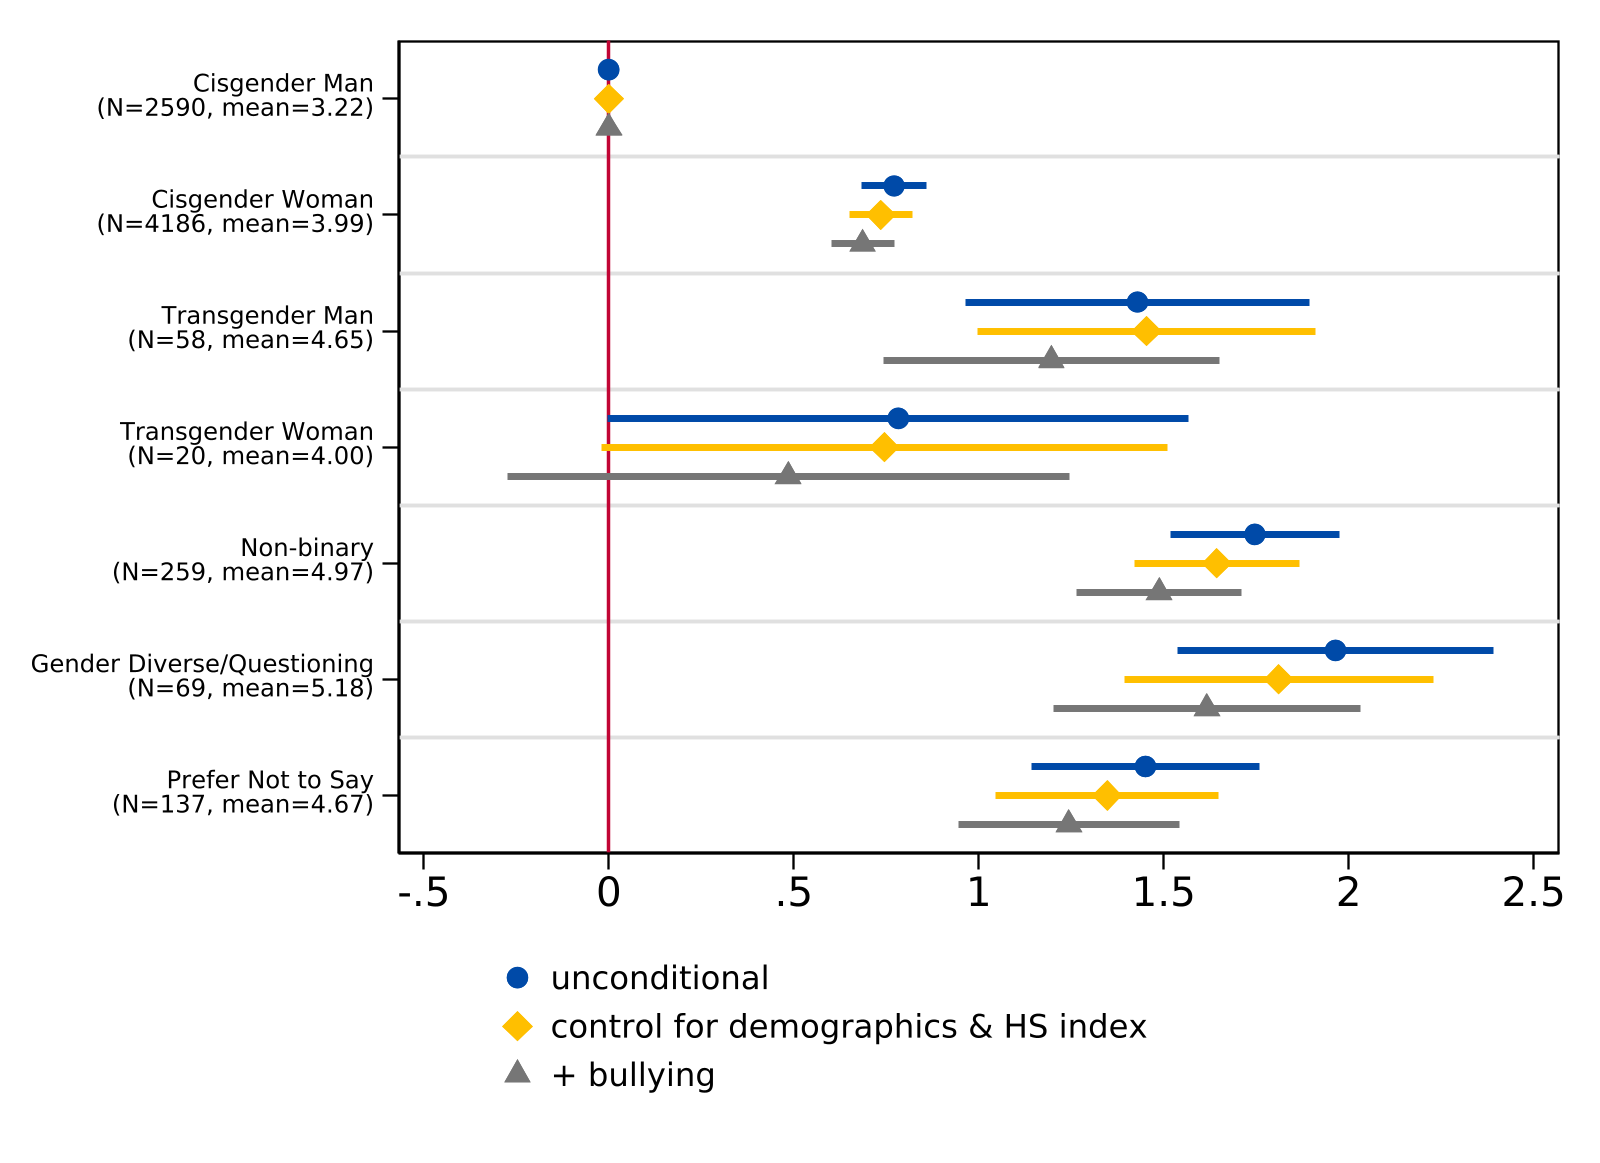 Cisgender Man
(N=2590, mean=3.22)
Cisgender Woman
(N=4186, mean=3.99)
Transgender Man
(N=58, mean=4.65)
Transgender Woman
(N=20, mean=4.00)
Non-binary
(N=259, mean=4.97)
Gender Diverse/Questioning
(N=69, mean=5.18)
Prefer Not to Say
(N=137, mean=4.67)
-.5 0 .5 1 1.5 2 2.5
unconditional
control for demographics & HS index
+ bullying